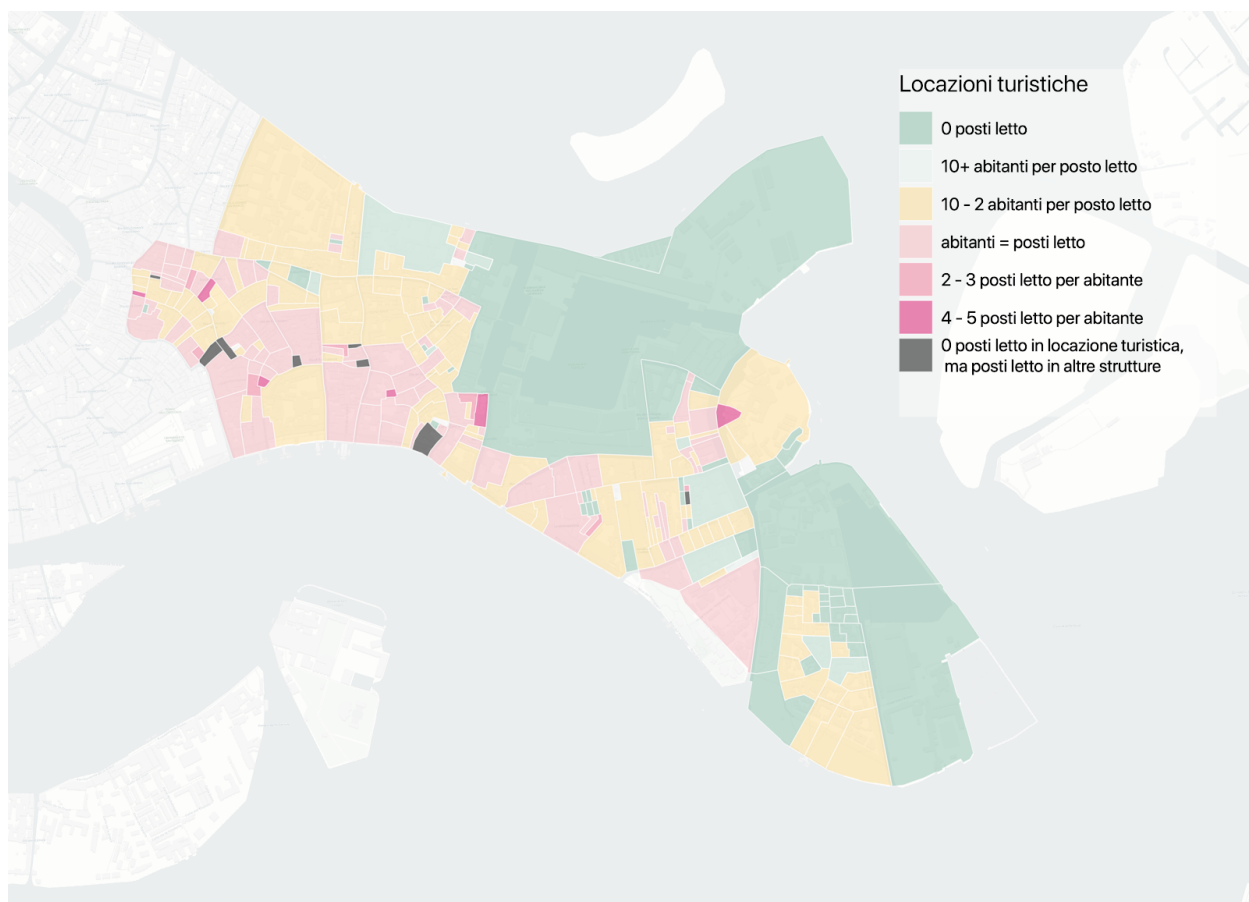 Locazioni turistiche
0 posti letto
10+ abitanti per posto letto
10 - 2 abitanti per posto letto
abitanti = posti letto
2 - 3 posti letto per abitante
4 - 5 posti letto per abitante
0 posti letto in locazione turistica,
ma posti letto in altre strutture